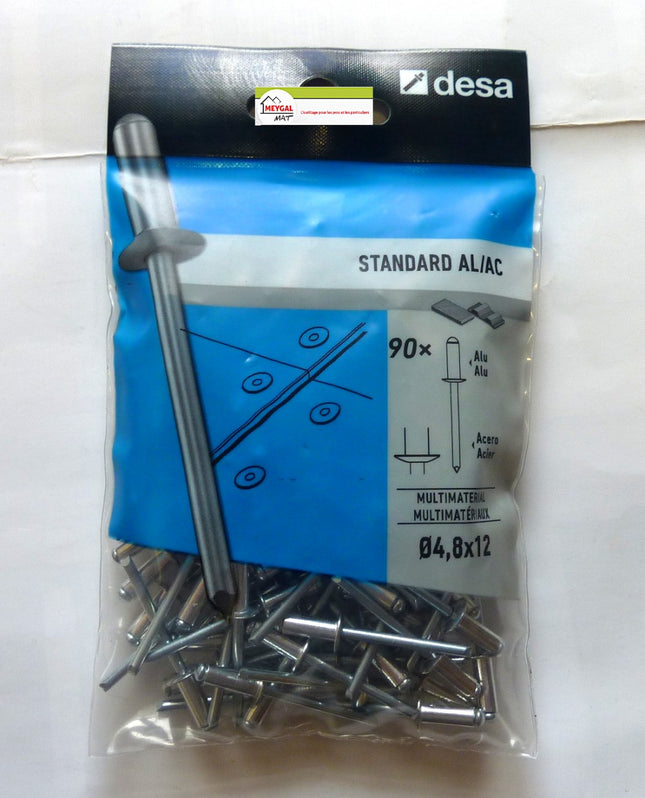 desa
MEYGAL
MAT
L'outillage pour les pros et les particuliers
STANDARD AL/AC
90x
Alu
Alu
Acero
Acier
MULTIMATERIAL
MULTIMATÉRIAUX
Ø4,8x12